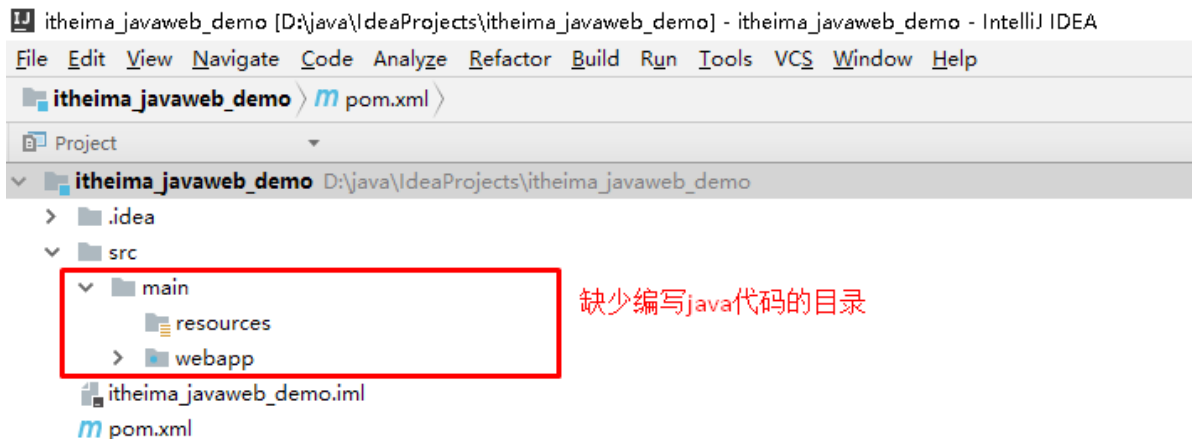 itheima_javaweb_demo [D:\java\IdeaProjects\itheima_javaweb_demo] - itheima_javaweb_demo - IntelliJ IDEA
File Edit View Navigate Code Analyze Refactor Build Run Tools VCS Window Help
itheima_javaweb_demo pom.xml
Project
itheima_javaweb_demo D:\java\IdeaProjects\itheima_javaweb_demo
.idea
src
main
缺少编写java代码的目录
resources
webapp
itheima_javaweb_demo.iml
pom.xml